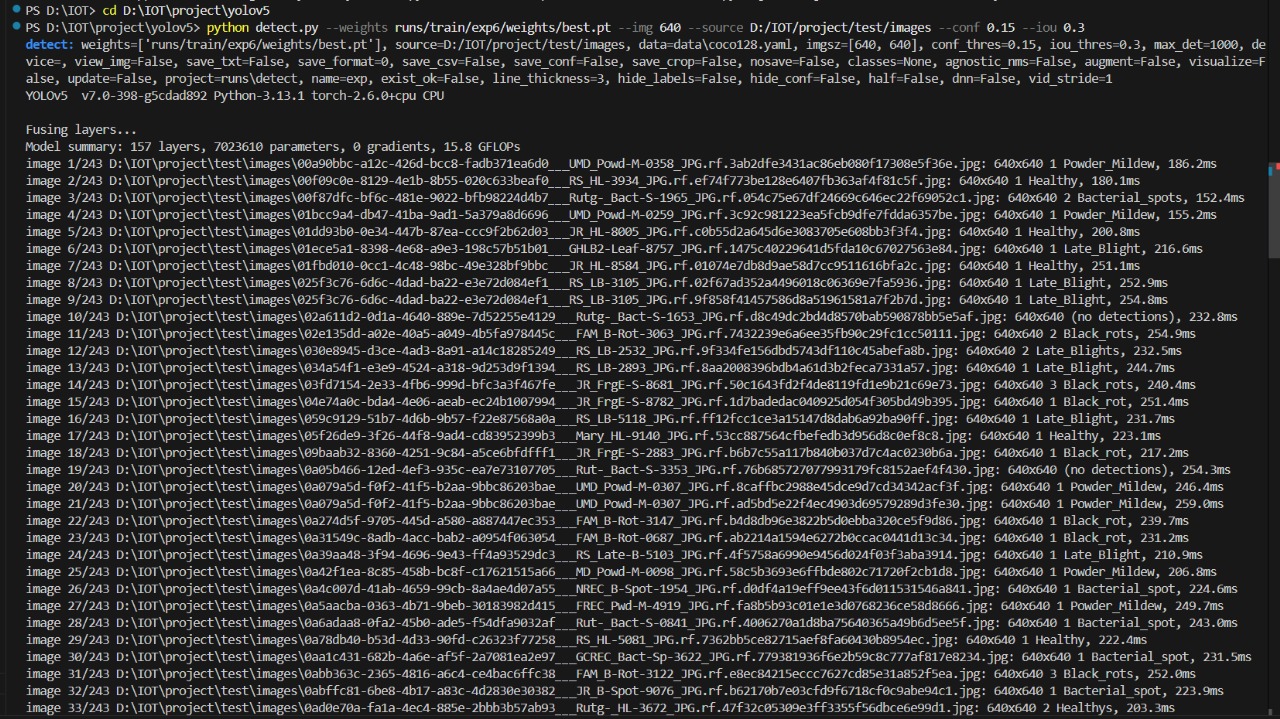 PS D:\IOT> cd D:\IOT\project\yolov5
PS D:\IOT\project\yolov5> python detect.py --weights runs/train/exp6/weights/best.pt --img 640 --source D:/IOT/project/test/images --conf 0.15 --iou 0.3
detect: weights=['runs/train/exp6/weights/best.pt'], source=D:/IOT/project/test/images, data=data\coco128.yaml, imgsz=[640, 640], conf_thres=0.15, iou_thres=0.3, max_det=1000, de
vice=, view_img=False, save_txt=False, save_format=0, save_csv=False, save_conf=False, save_crop=False, nosave=False, classes=None, agnostic_nms=False, augment=False, visualize=F
alse, update=False, project=runs\detect, name=exp, exist_ok=False, line_thickness=3, hide_labels=False, hide_conf=False, half=False, dnn=False, vid_stride=1
YOLOv5  v7.0-398-g5cdad892 Python-3.13.1 torch-2.6.0+cpu CPU
Fusing layers...
Model summary: 157 layers, 7023610 parameters, 0 gradients, 15.8 GFLOPs
image 1/243 D:\IOT\project\test\images\00a90bbc-a12c-426d-bcc8-fadb371ea6d0___UMD_Powd-M-0358_JPG.rf.3ab2dfe3431ac86eb080f17308e5f36e.jpg: 640x640 1 Powder_Mildew, 186.2ms
image 2/243 D:\IOT\project\test\images\00f09c0e-8129-4e1b-8b55-020c633beaf0___RS_HL-3934_JPG.rf.ef74f773be128e6407fb363af4f81c5f.jpg: 640x640 1 Healthy, 180.1ms
image 3/243 D:\IOT\project\test\images\00f87dfc-bf6c-481e-9022-bfb98224d4b7___Rutg-_Bact-S-1965_JPG.rf.054c75e67df24669c646ec22f69052c1.jpg: 640x640 2 Bacterial_spots, 152.4ms
image 4/243 D:\IOT\project\test\images\01bcc9a4-db47-41ba-9ad1-5a379a8d6696___UMD_Powd-M-0259_JPG.rf.3c92c981223ea5fcb9dfe7fdda6357be.jpg: 640x640 1 Powder_Mildew, 155.2ms
image 5/243 D:\IOT\project\test\images\01dd93b0-0e34-447b-87ea-ccc9f2b62d03___JR_HL-8005_JPG.rf.c0b55d2a645d6e3083705e608bb3f3f4.jpg: 640x640 1 Healthy, 200.8ms
image 6/243 D:\IOT\project\test\images\01ece5a1-8398-4e68-a9e3-198c57b51b01___GHLB2-Leaf-8757_JPG.rf.1475c40229641d5fda10c67027563e84.jpg: 640x640 1 Late_Blight, 216.6ms
image 7/243 D:\IOT\project\test\images\01fbd010-0cc1-4c48-98bc-49e328bf9bbc___JR_HL-8584_JPG.rf.01074e7db8d9ae58d7cc9511616bfa2c.jpg: 640x640 1 Healthy, 251.1ms
image 8/243 D:\IOT\project\test\images\025f3c76-6d6c-4dad-ba22-e3e72d084ef1___RS_LB-3105_JPG.rf.02f67ad352a4496018c06369e7fa5936.jpg: 640x640 1 Late_Blight, 252.9ms
image 9/243 D:\IOT\project\test\images\025f3c76-6d6c-4dad-ba22-e3e72d084ef1___RS_LB-3105_JPG.rf.9f858f41457586d8a51961581a7f2b7d.jpg: 640x640 1 Late_Blight, 254.8ms
image 10/243 D:\IOT\project\test\images\02a611d2-0d1a-4640-889e-7d52255e4129___Rutg-_Bact-S-1653_JPG.rf.d8c49dc2bd4d8570bab590878bb5e5af.jpg: 640x640 (no detections), 232.8ms
image 11/243 D:\IOT\project\test\images\02e135dd-a02e-40a5-a049-4b5fa978445c___FAM_B-Rot-3063_JPG.rf.7432239e6a6ee35fb90c29fc1cc50111.jpg: 640x640 2 Black_rots, 254.9ms
image 12/243 D:\IOT\project\test\images\030e8945-d3ce-4ad3-8a91-a14c18285249___RS_LB-2532_JPG.rf.9f334fe156dbd5743df110c45abefa8b.jpg: 640x640 2 Late_Blights, 232.5ms
image 13/243 D:\IOT\project\test\images\034a54f1-e3e9-4524-a318-9d253d9f1394___RS_LB-2893_JPG.rf.8aa2008396bdb4a61d3b2feca7331a57.jpg: 640x640 1 Late_Blight, 244.7ms
image 14/243 D:\IOT\project\test\images\03fd7154-2e33-4fb6-999d-bfc3a3f467fe___JR_FrgE-S-8681_JPG.rf.50c1643fd2f4de8119fd1e9b21c69e73.jpg: 640x640 3 Black_rots, 240.4ms
image 15/243 D:\IOT\project\test\images\04e74a0c-bda4-4e06-aeab-ec24b1007994___JR_FrgE-S-8782_JPG.rf.1d7badedac040925d054f305bd49b395.jpg: 640x640 1 Black_rot, 251.4ms
image 16/243 D:\IOT\project\test\images\059c9129-51b7-4d6b-9b57-f22e87568a0a___RS_LB-5118_JPG.rf.ff12fcc1ce3a15147d8dab6a92ba90ff.jpg: 640x640 1 Late_Blight, 231.7ms
image 17/243 D:\IOT\project\test\images\05f26de9-3f26-44f8-9ad4-cd83952399b3___Mary_HL-9140_JPG.rf.53cc887564cfbefedb3d956d8c0ef8c8.jpg: 640x640 1 Healthy, 223.1ms
image 18/243 D:\IOT\project\test\images\09baab32-8360-4251-9c84-a5ce6bfdfff1___JR_FrgE-S-2883_JPG.rf.b6b7c55a117b840b037d7c4ac0230b6a.jpg: 640x640 1 Black_rot, 217.2ms
image 19/243 D:\IOT\project\test\images\0a05b466-12ed-4ef3-935c-ea7e73107705___Rut-_Bact-S-3353_JPG.rf.76b685727077993179fc8152aef4f430.jpg: 640x640 (no detections), 254.3ms
image 20/243 D:\IOT\project\test\images\0a079a5d-f0f2-41f5-b2aa-9bbc86203bae___UMD_Powd-M-0307_JPG.rf.8caffbc2988e45dce9d7cd34342acf3f.jpg: 640x640 1 Powder_Mildew, 246.4ms
image 21/243 D:\IOT\project\test\images\0a079a5d-f0f2-41f5-b2aa-9bbc86203bae___UMD_Powd-M-0307_JPG.rf.ad5bd5e22f4ec4903d69579289d3fe30.jpg: 640x640 1 Powder_Mildew, 259.0ms
image 22/243 D:\IOT\project\test\images\0a274d5f-9705-445d-a580-a887447ec353___FAM_B-Rot-3147_JPG.rf.b4d8db96e3822b5d0ebba320ce5f9d86.jpg: 640x640 1 Black_rot, 239.7ms
image 23/243 D:\IOT\project\test\images\0a31549c-8adb-4acc-bab2-a0954f063054___FAM_B-Rot-0687_JPG.rf.ab2214a1594e6272b0ccac0441d13c34.jpg: 640x640 1 Black_rot, 231.2ms
image 24/243 D:\IOT\project\test\images\0a39aa48-3f94-4696-9e43-ff4a93529dc3___RS_Late-B-5103_JPG.rf.4f5758a6990e9456d024f03f3aba3914.jpg: 640x640 1 Late_Blight, 210.9ms
image 25/243 D:\IOT\project\test\images\0a42f1ea-8c85-458b-bc8f-c17621515a66___MD_Powd-M-0098_JPG.rf.58c5b3693e6ffbde802c71720f2cb1d8.jpg: 640x640 1 Powder_Mildew, 206.8ms
image 26/243 D:\IOT\project\test\images\0a4c007d-41ab-4659-99cb-8a4ae4d07a55___NREC_B-Spot-1954_JPG.rf.d0df4a19eff9ee43f6d011531546a841.jpg: 640x640 1 Bacterial_spot, 224.6ms
image 27/243 D:\IOT\project\test\images\0a5aacba-0363-4b71-9beb-30183982d415___FREC_Pwd-M-4919_JPG.rf.fa8b5b93c01e1e3d0768236ce58d8666.jpg: 640x640 1 Powder_Mildew, 249.7ms
image 28/243 D:\IOT\project\test\images\0a6adaa8-0fa2-45b0-ade5-f54dfa9032af___Rut-_Bact-S-0841_JPG.rf.4006270a1d8ba75640365a49b6d5ee5f.jpg: 640x640 1 Bacterial_spot, 243.0ms
image 29/243 D:\IOT\project\test\images\0a78db40-b53d-4d33-90fd-c26323f77258___RS_HL-5081_JPG.rf.7362bb5ce82715aef8fa60430b8954ec.jpg: 640x640 1 Healthy, 222.4ms
image 30/243 D:\IOT\project\test\images\0aa1c431-682b-4a6e-af5f-2a7081ea2e97___GCREC_Bact-Sp-3622_JPG.rf.779381936f6e2b59c8c777af817e8234.jpg: 640x640 1 Bacterial_spot, 231.5ms
image 31/243 D:\IOT\project\test\images\0abb363c-2365-4816-a6c4-ce4bac6ffc38___FAM_B-Rot-3122_JPG.rf.e8ec84215eccc7627cd85e31a852f5ea.jpg: 640x640 3 Black_rots, 252.0ms
image 32/243 D:\IOT\project\test\images\0abffc81-6be8-4b17-a83c-4d2830e30382___JR_B-Spot-9076_JPG.rf.b62170b7e03cfd9f6718cf0c9abe94c1.jpg: 640x640 1 Bacterial_spot, 223.9ms
image 33/243 D:\IOT\project\test\images\0ad0e70a-fa1a-4ec4-885e-2bbb3b57ab93___Rutg-_HL-3672_JPG.rf.47f32c05309e3ff3355f56dbce6e99d1.jpg: 640x640 2 Healthys, 203.3ms